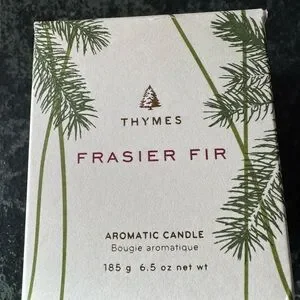 THYMES
FRASIER FIR
AROMATIC CANDLE
Bougie aromatique
185 g 6.5 oz net wt